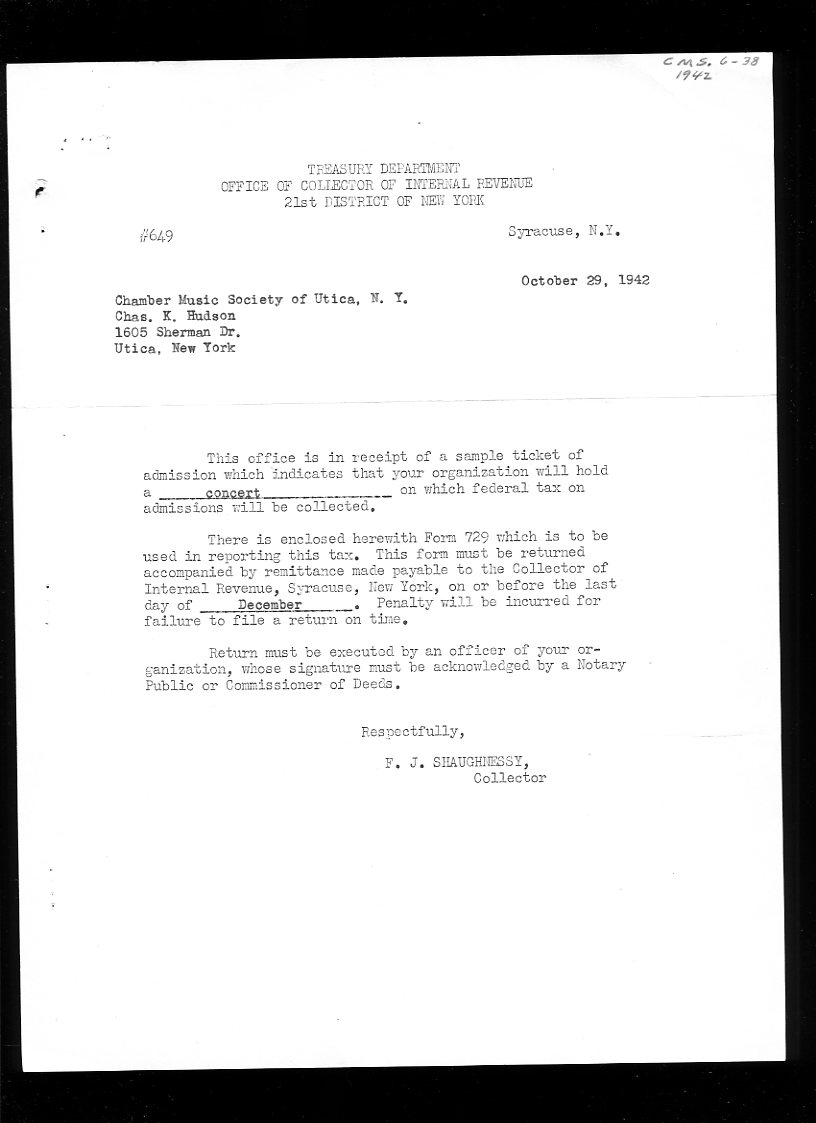 C M S. 6-38
1942
TREASURY DEPARTMENT
OFFICE OF COLLECTOR OF INTERNAL REVENUE
21st DISTRICT OF NEW YORK
#649
Syracuse, N.Y.
October 29, 1942
Chamber Music Society of Utica, N. Y.
Chas. K. Hudson
1605 Sherman Dr.
Utica, New York
This office is in receipt of a sample ticket of
admission which indicates that your organization will hold
a concert on which federal tax on
admissions will be collected.
There is enclosed herewith Form 729 which is to be
used in reporting this tax. This form must be returned
accompanied by remittance made payable to the Collector of
Internal Revenue, Syracuse, New York, on or before the last
day of December. Penalty will be incurred for
failure to file a return on time.
Return must be executed by an officer of your or-
ganization, whose signature must be acknowledged by a Notary
Public or Commissioner of Deeds.
Respectfully,
F. J. SHAUGHNESSY,
Collector